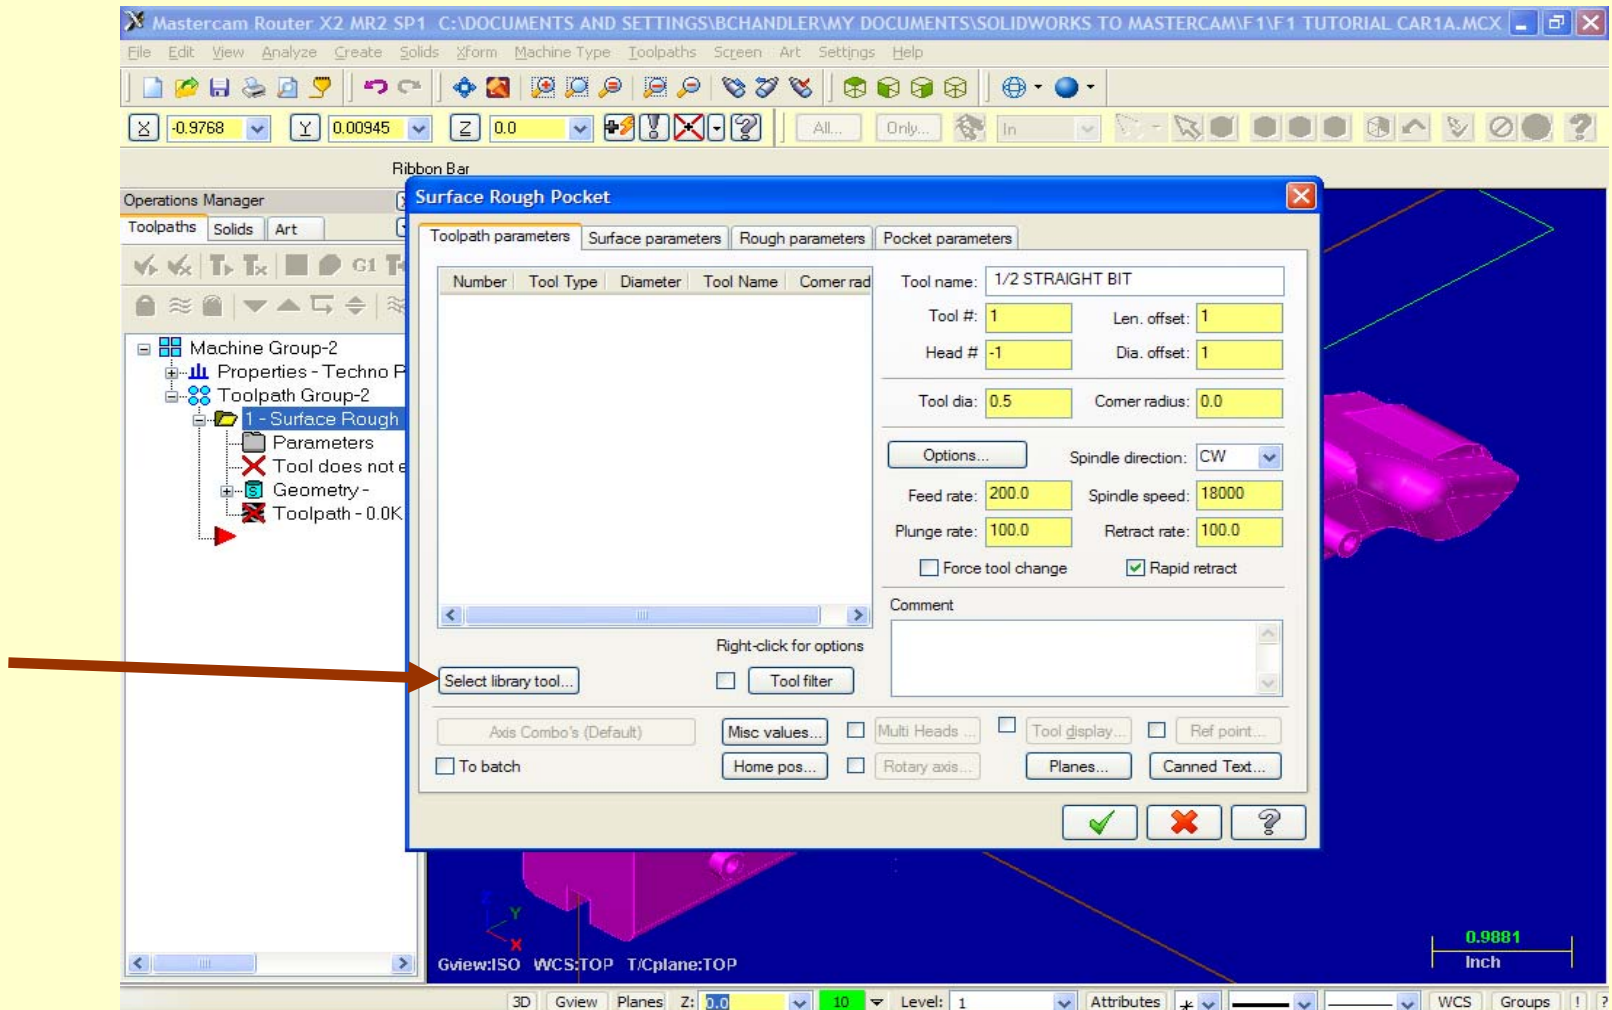 Mastercam Router X2 MR2 SP1 C:\DOCUMENTS AND SETTINGS\BCHANDLER\MY DOCUMENTS\SOLIDWORKS TO MASTERCAM\F1\F1 TUTORIAL CAR1A.MCX
File Edit View Analyze Create Solids Xform Machine Type Toolpaths Screen Art Settings Help
X -0.9768 Y 0.00945 Z 0.0 All... Only... In
Ribbon Bar
Operations Manager
Toolpaths Solids Art
G1
Machine Group-2
Properties - Techno
Toolpath Group-2
1 - Surface Rough
Parameters
Tool does not
Geometry -
Toolpath - 0.0K
Surface Rough Pocket
Toolpath parameters Surface parameters Rough parameters Pocket parameters
Number Tool Type Diameter Tool Name Corner rad
Tool name: 1/2 STRAIGHT BIT
Tool #: 1 Len. offset: 1
Head # -1 Dia. offset: 1
Tool dia: 0.5 Corner radius: 0.0
Options... Spindle direction: CW
Feed rate: 200.0 Spindle speed: 18000
Plunge rate: 100.0 Retract rate: 100.0
Force tool change Rapid retract
Comment
Right-click for options
Select library tool... Tool filter
Axis Combo's (Default) Misc values... Multi Heads ... Tool display... Ref point...
To batch Home pos... Rotary axis... Planes... Canned Text...
Z
Y
X
0.9881
Inch
Gview:ISO WCS:TOP T/Cplane:TOP
3D Gview Planes Z: 0.0 10 Level: 1 Attributes WCS Groups ! ?